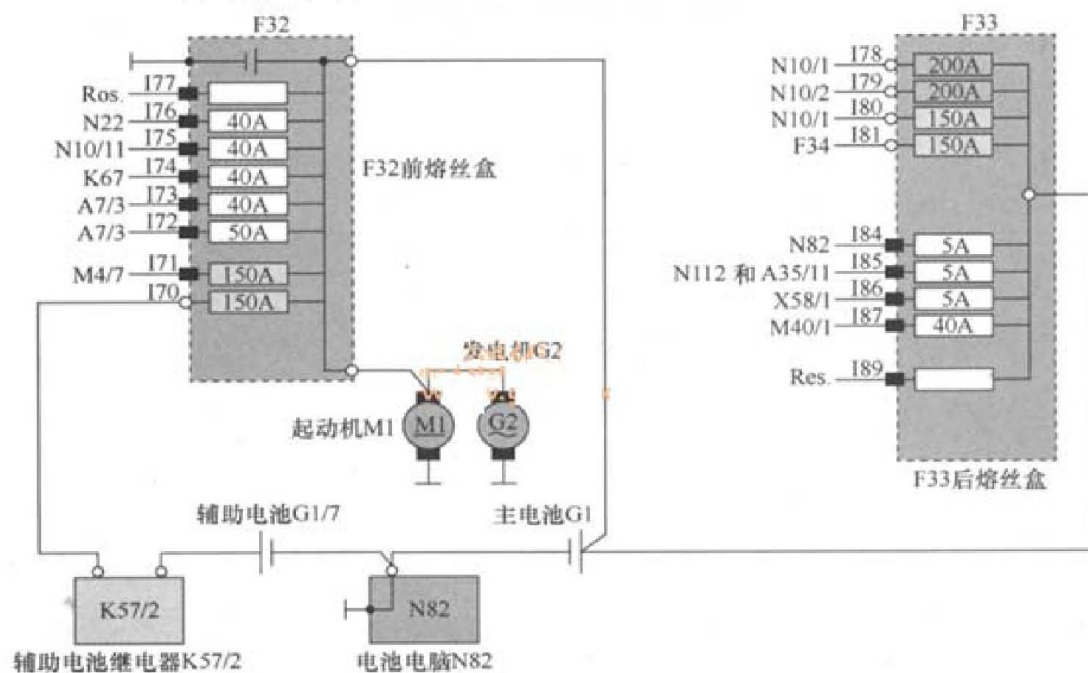 F32
I77
Ros.
I76
N22 40A
I75
N10/11 40A
I74
K67 40A
F32前熔丝盒
I73
A7/3 40A
I72
A7/3 50A
I71
M4/7 150A
I70
150A
发电机G2
起动机M1 M1 G2
辅助电池G1/7
主电池G1
K57/2
辅助电池继电器K57/2
N82
电池电脑N82
F33
I78
N10/1 200A
I79
N10/2 200A
I80
N10/1 150A
I81
F34 150A
I84
N82 5A
I85
N112 和 A35/11 5A
I86
X58/1 5A
I87
M40/1 40A
I89
Res.
F33后熔丝盒